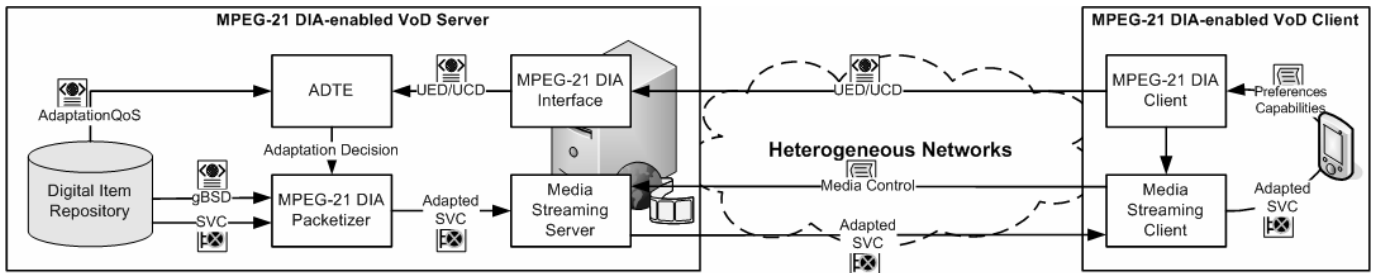 MPEG-21 DIA-enabled VoD Server
MPEG-21 DIA-enabled VoD Client
AdaptationQoS
ADTE
UED/UCD
MPEG-21 DIA
Interface
UED/UCD
MPEG-21 DIA
Client
Preferences
Capabilities
Adaptation Decision
Heterogeneous Networks
Digital Item
Repository
gBSD
SVC
MPEG-21 DIA
Packetizer
Adapted
SVC
Media
Streaming
Server
Media Control
Adapted
SVC
Media
Streaming
Client
Adapted
SVC